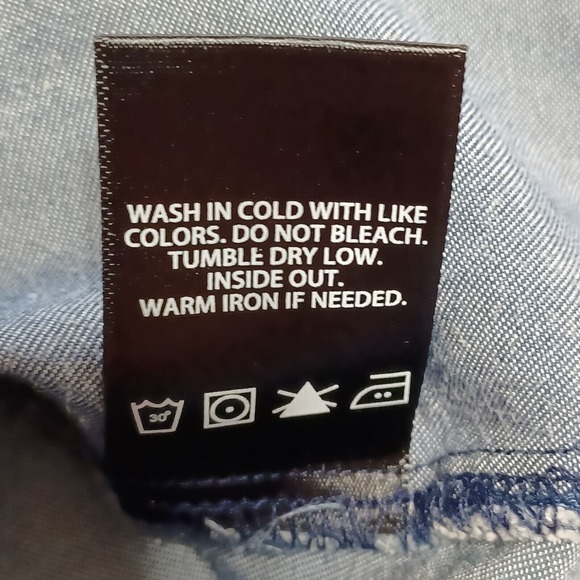 WASH IN COLD WITH LIKE
COLORS. DO NOT BLEACH.
TUMBLE DRY LOW.
INSIDE OUT.
WARM IRON IF NEEDED.
30°